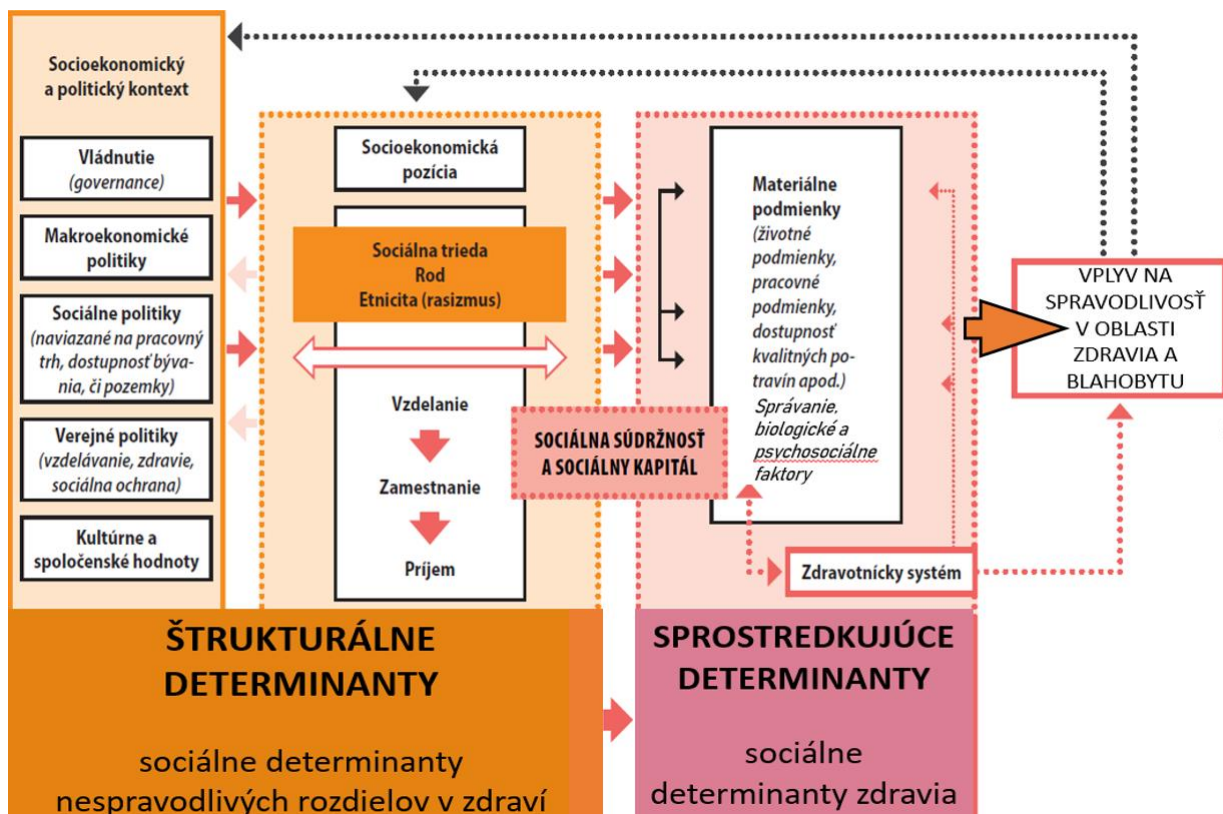 Socioekonomický
a politický kontext
Vládnutie
(governance)
Makroekonomické
politiky
Sociálne politiky
(naviazané na pracovný
trh, dostupnosť býva-
nia, či pozemky)
Verejné politiky
(vzdelávanie, zdravie,
sociálna ochrana)
Kultúrne a
spoločenské hodnoty
Socioekonomická
pozícia
Sociálna trieda
Rod
Etnicita (rasizmus)
Vzdelanie
Zamestnanie
Príjem
SOCIÁLNA SÚDRŽNOSŤ
A SOCIÁLNY KAPITÁL
Materiálne
podmienky
(životné
podmienky,
pracovné
podmienky,
dostupnosť
kvalitných po-
travín apod.)
Správanie,
biologické a
psychosociálne
faktory
Zdravotnícky systém
VPLYV NA
SPRAVODLIVOSŤ
V OBLASTI
ZDRAVIA A
BLAHOBYTU
ŠTRUKTURÁLNE
DETERMINANTY
sociálne determinanty
nespravodlivých rozdielov v zdraví
SPROSTREDKUJÚCE
DETERMINANTY
sociálne
determinanty zdravia